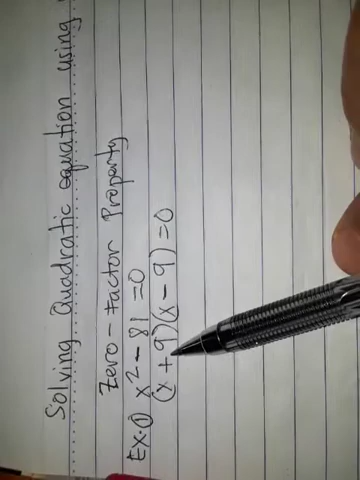 Solving Quadratic equation using
Zero-Factor Property
Ex.① x² - 81 = 0
(x + 9)(x - 9) = 0